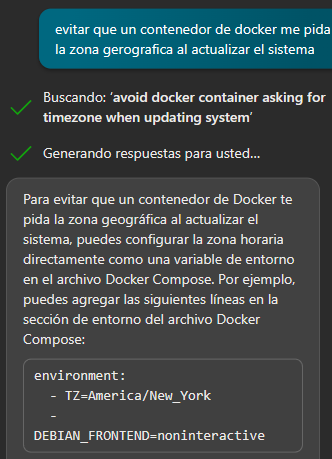 evitar que un contenedor de docker me pida
la zona gerografica al actualizar el sistema
Buscando: ‘avoid docker container asking for
timezone when updating system’
Generando respuestas para usted...
Para evitar que un contenedor de Docker te
pida la zona geográfica al actualizar el
sistema, puedes configurar la zona horaria
directamente como una variable de entorno
en el archivo Docker Compose. Por ejemplo,
puedes agregar las siguientes líneas en la
sección de entorno del archivo Docker
Compose:
environment:
- TZ=America/New_York
-
DEBIAN_FRONTEND=noninteractive